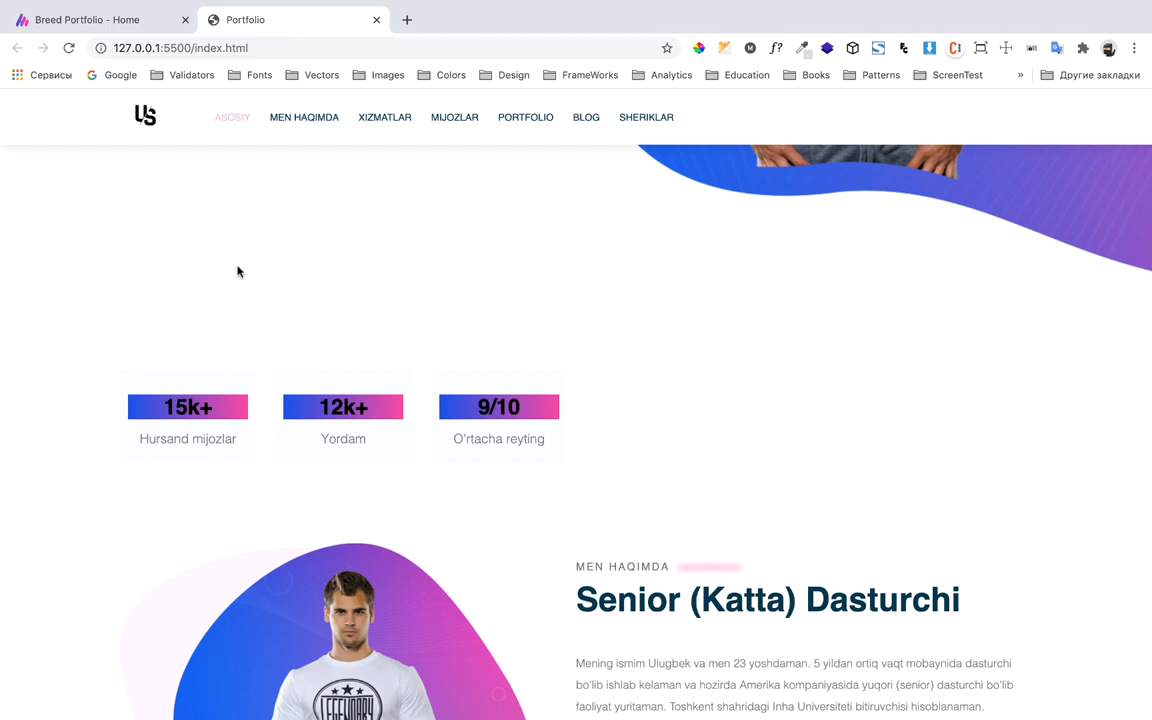 Breed Portfolio - Home
Portfolio
127.0.0.1:5500/index.html
Сервисы
Google
Validators
Fonts
Vectors
Images
Colors
Design
FrameWorks
Analytics
Education
Books
Patterns
ScreenTest
»
Другие закладки
US
ASOSIY
MEN HAQIMDA
XIZMATLAR
MIJOZLAR
PORTFOLIO
BLOG
SHERIKLAR
15k+
12k+
9/10
Hursand mijozlar
Yordam
O'rtacha reyting
MEN HAQIMDA
Senior (Katta) Dasturchi
Mening ismim Ulugbek va men 23 yoshdaman. 5 yildan ortiq vaqt mobaynida dasturchi
bo'lib ishlab kelaman va hozirda Amerika kompaniyasida yuqori (senior) dasturchi bo'lib
faoliyat yuritaman. Toshkent shahridagi Inha Universiteti bitiruvchisi hisoblanaman.
LEGENDARY